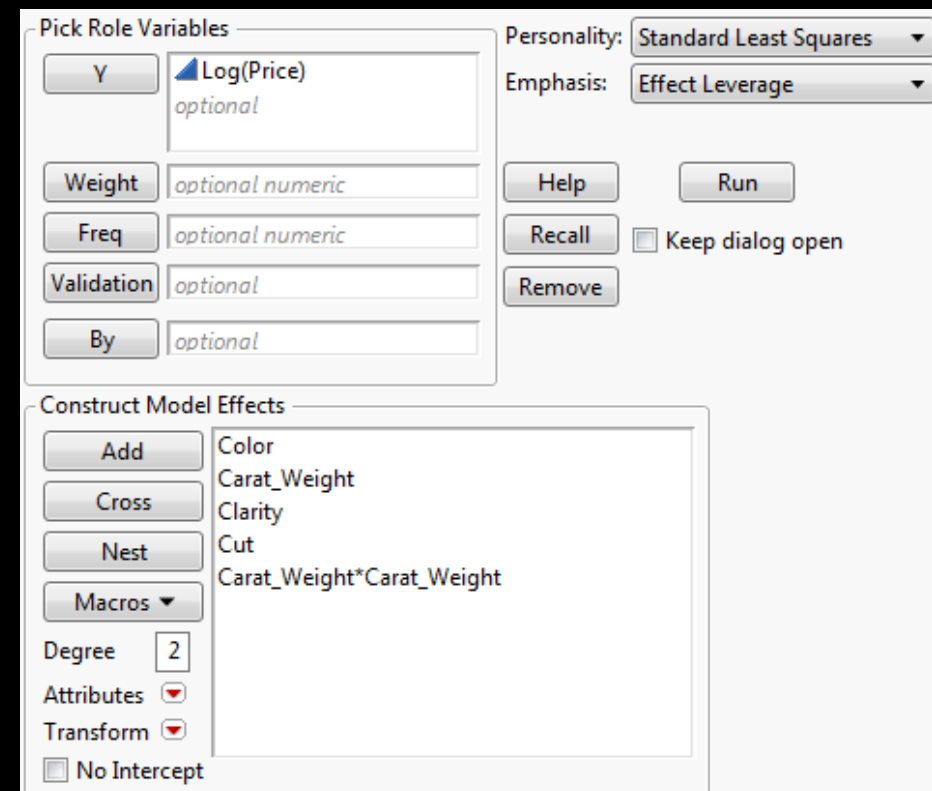 Pick Role Variables
Y
Log(Price)
optional
Weight
optional numeric
Freq
optional numeric
Validation
optional
By
optional
Personality: Standard Least Squares
Emphasis: Effect Leverage
Help
Run
Recall
Keep dialog open
Remove
Construct Model Effects
Add
Cross
Nest
Macros
Degree 2
Attributes
Transform
No Intercept
Color
Carat_Weight
Clarity
Cut
Carat_Weight*Carat_Weight